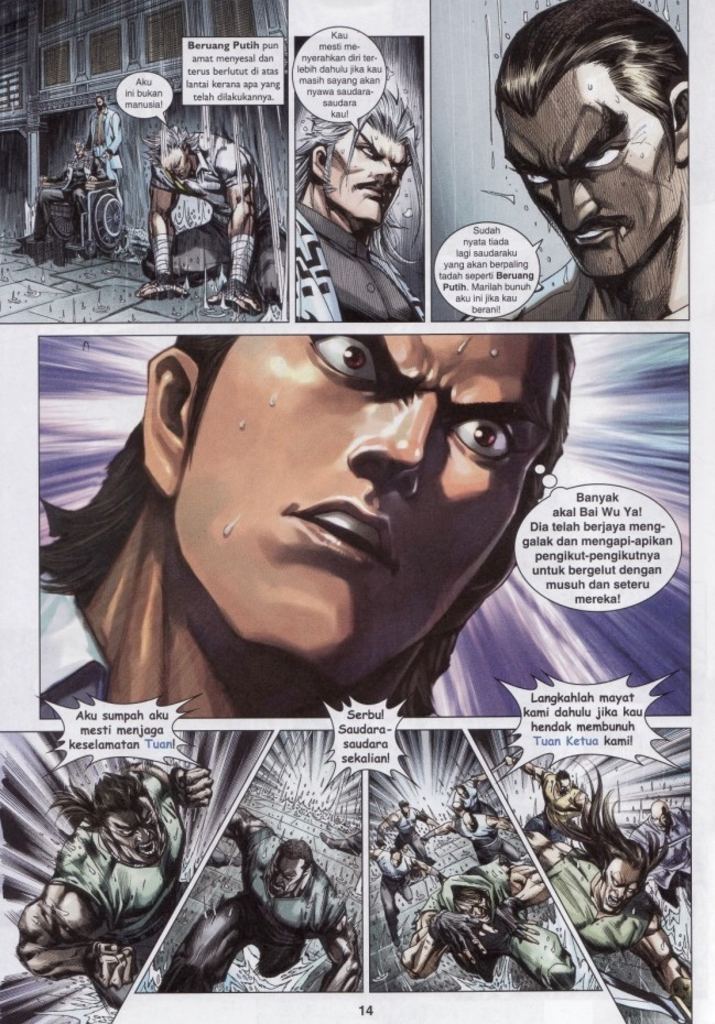 Beruang Putih pun
amat menyesal dan
terus berlutut di atas
lantai kerana apa yang
telah dilakukannya.
Aku
ini bukan
manusia!
Kau
mesti me-
nyerahkan diri ter-
lebih dahulu jika kau
masih sayang akan
nyawa saudara-
saudara
kau!
Sudah
nyata tiada
lagi saudaraku
yang akan berpaling
tadah seperti Beruang
Putih. Marilah bunuh
aku ini jika kau
berani!
Banyak
akal Bai Wu Ya!
Dia telah berjaya meng-
galak dan mengapi-apikan
pengikut-pengikutnya
untuk bergelut dengan
musuh dan seteru
mereka!
Aku sumpah aku
mesti menjaga
keselamatan Tuan!
Serbu!
Saudara-
saudara
sekalian!
Langkahlah mayat
kami dahulu jika kau
hendak membunuh
Tuan Ketua kami!
14